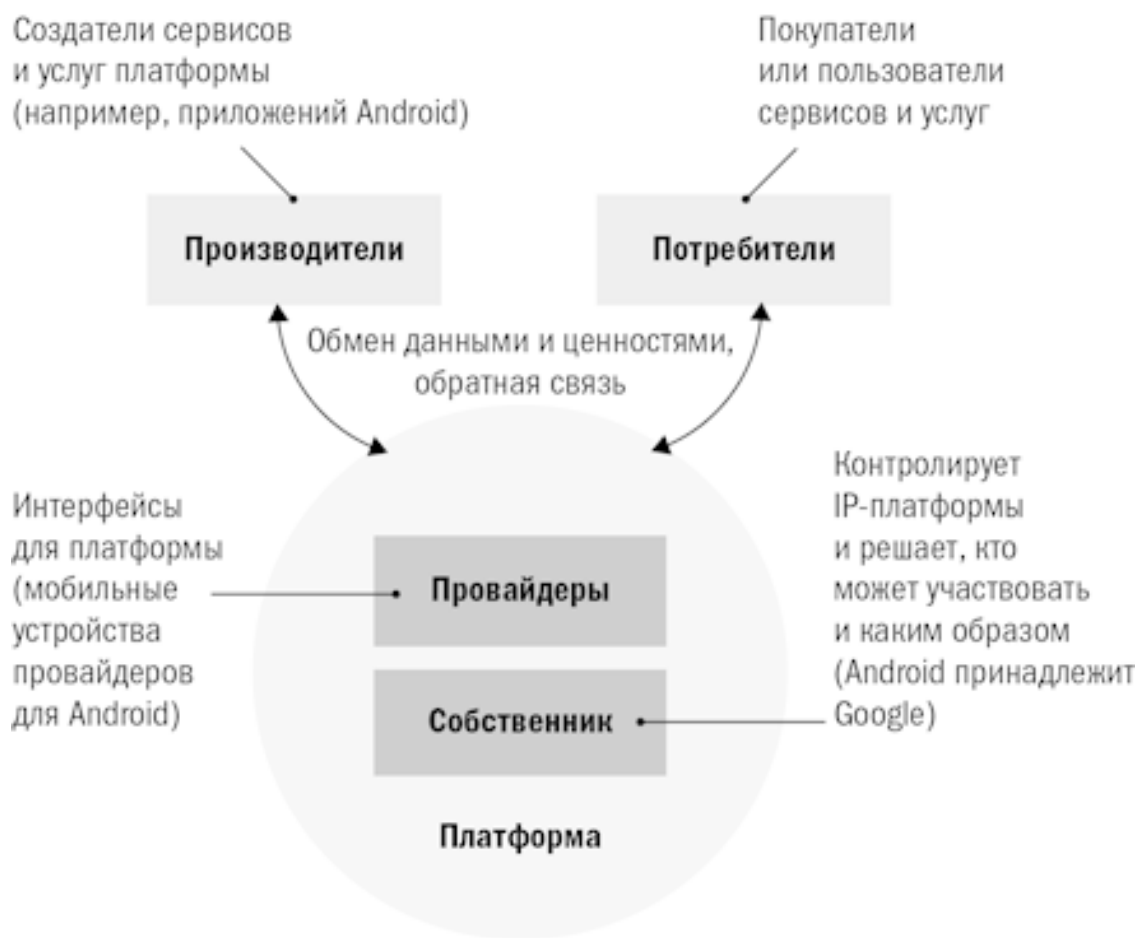 Создатели сервисов
и услуг платформы
(например, приложений Android)
Покупатели
или пользователи
сервисов и услуг
Производители
Потребители
Обмен данными и ценностями,
обратная связь
Интерфейсы
для платформы
(мобильные
устройства
провайдеров
для Android)
Контролирует
IP-платформы
и решает, кто
может участвовать
и каким образом
(Android принадлежит
Google)
Провайдеры
Собственник
Платформа